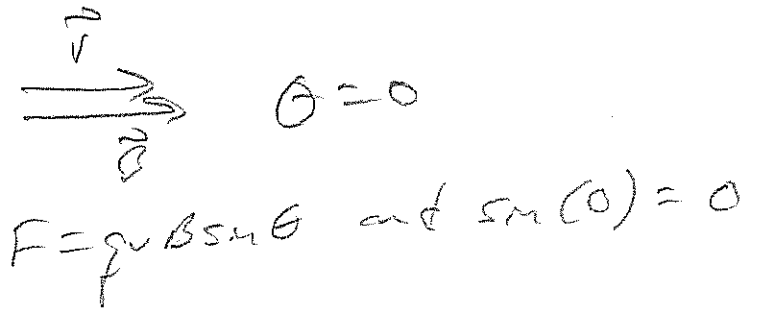 v⃗
θ = 0
B⃗
F = qvB sin θ and sin(0) = 0